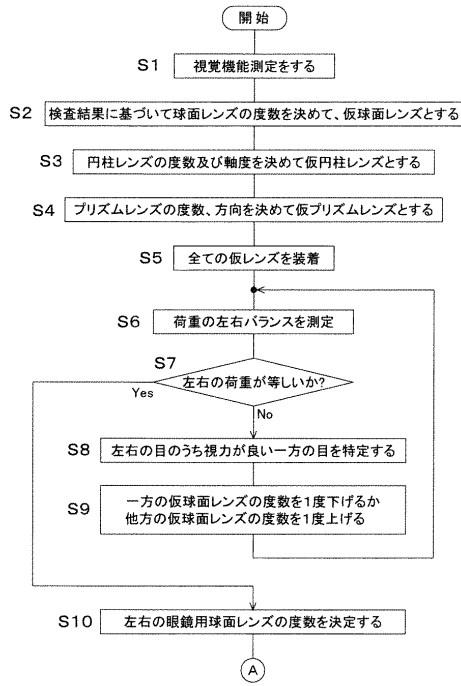 開始
S1
視覚機能測定をする
S2
検査結果に基づいて球面レンズの度数を決めて、仮球面レンズとする
S3
円柱レンズの度数及び軸度を決めて仮円柱レンズとする
S4
プリズムレンズの度数、方向を決めて仮プリズムレンズとする
S5
全ての仮レンズを装着
S6
荷重の左右バランスを測定
S7
左右の荷重が等しいか?
Yes
No
S8
左右の目のうち視力が良い一方の目を特定する
S9
一方の仮球面レンズの度数を1度下げるか
他方の仮球面レンズの度数を1度上げる
S10
左右の眼鏡用球面レンズの度数を決定する
A